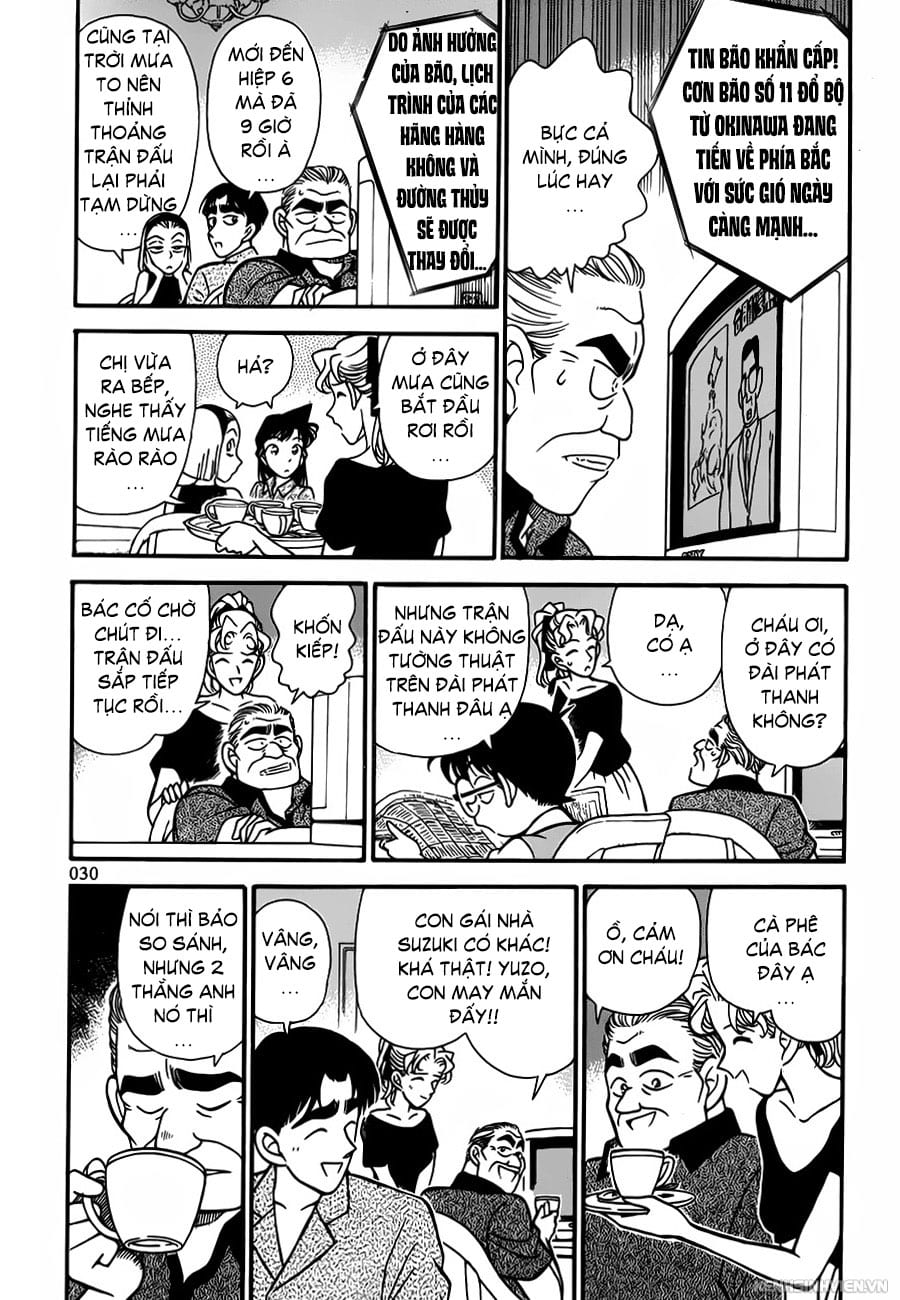 TIN BÃO KHẨN CẤP!
CƠN BÃO SỐ 11 ĐỔ BỘ
TỪ OKINAWA ĐANG
TIẾN VỀ PHÍA BẮC
VỚI SỨC GIÓ NGÀY
CÀNG MẠNH...
BỰC CẢ
MÌNH, ĐÚNG
LÚC HAY
...
DO ẢNH HƯỞNG
CỦA BÃO, LỊCH
TRÌNH CỦA CÁC
HÃNG HÀNG
KHÔNG VÀ
ĐƯỜNG THỦY
SẼ ĐƯỢC
THAY ĐỔI...
MỚI ĐẾN
HIỆP 6
MÀ ĐÃ
9 GIỜ
RỒI À
...
CŨNG TẠI
TRỜI MƯA
TO NÊN
THỈNH
THOẢNG
TRẬN ĐẤU
LẠI PHẢI
TẠM DỪNG
...
Ở ĐÂY
MƯA CŨNG
BẮT ĐẦU
RƠI RỒI
HẢ?
CHỊ VỪA
RA BẾP,
NGHE THẤY
TIẾNG MƯA
RÀO RÀO
...
CHÁU ƠI,
Ở ĐÂY CÓ
ĐÀI PHÁT
THANH
KHÔNG?
DẠ,
CÓ Ạ
...
NHƯNG TRẬN
ĐẤU NÀY KHÔNG
TƯỜNG THUẬT
TRÊN ĐÀI PHÁT
THANH ĐÂU Ạ
...
KHỐN
KIẾP!
BÁC CỐ CHỜ
CHÚT ĐI...
TRẬN ĐẤU
SẮP TIẾP
TỤC RỒI...
030
CÀ PHÊ
CỦA BÁC
ĐÂY Ạ
...
Ồ, CẢM
ƠN CHÁU!
CON GÁI NHÀ
SUZUKI CÓ KHÁC!
KHÁ THẬT! YUZO,
CON MAY MẮN
ĐẤY!!
VÂNG,
VÂNG
...
NÓI THÌ BẢO
SO SÁNH,
NHƯNG 2
THẰNG ANH
NÓ THÌ
...